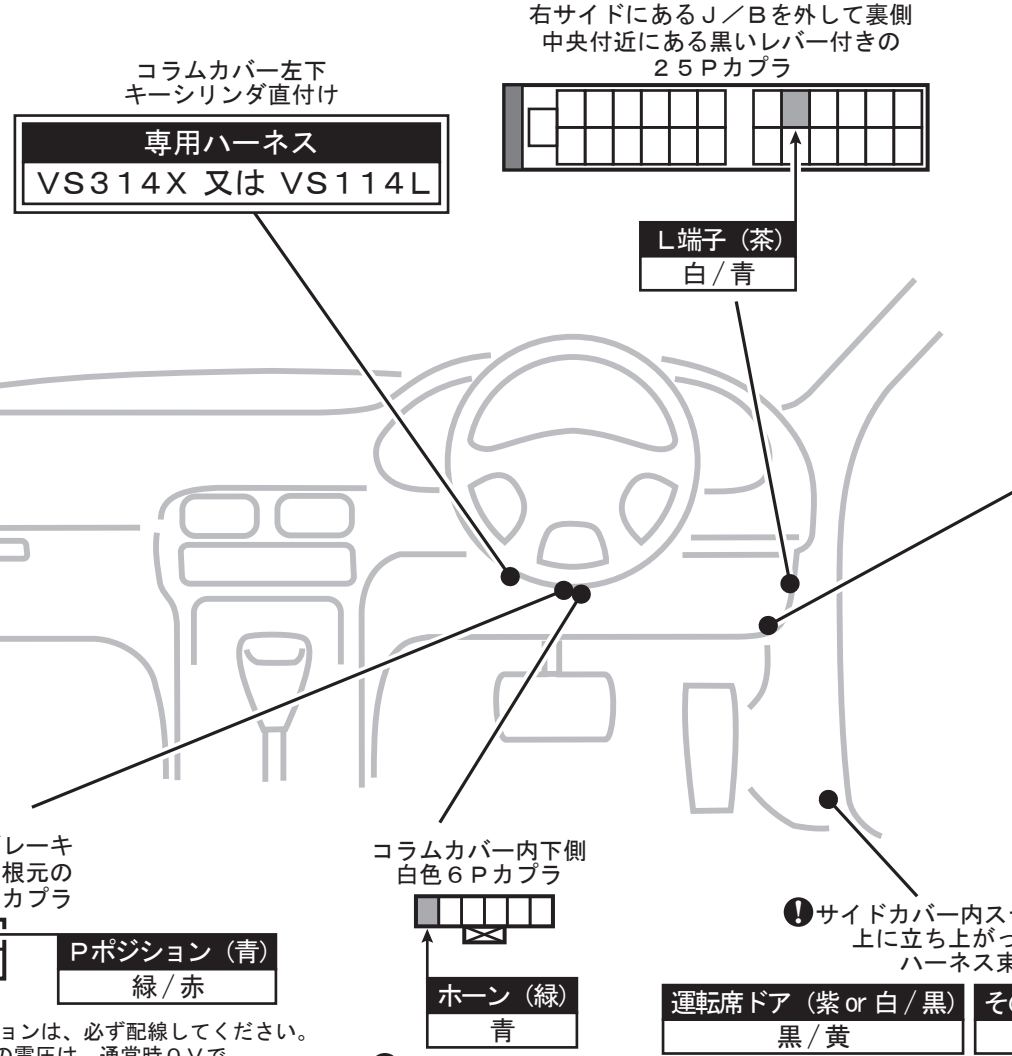 右サイドにあるJ／Bを外して裏側
中央付近にある黒いレバー付きの
２５Ｐカプラ
コラムカバー左下
キーシリンダ直付け
専用ハーネス
VS314X 又は VS114L
L端子（茶）
白/青
レーキ
根元の
カプラ
Pポジション（青）
緑/赤
コラムカバー内下側
白色６Ｐカプラ
ホーン（緑）
青
サイドカバー内ス
上に立ち上がっ
ハーネス束
運転席ドア（紫 or 白/黒）
黒/黄
そ
ョンは、必ず配線してください。
の電圧は、通常時０Ｖで